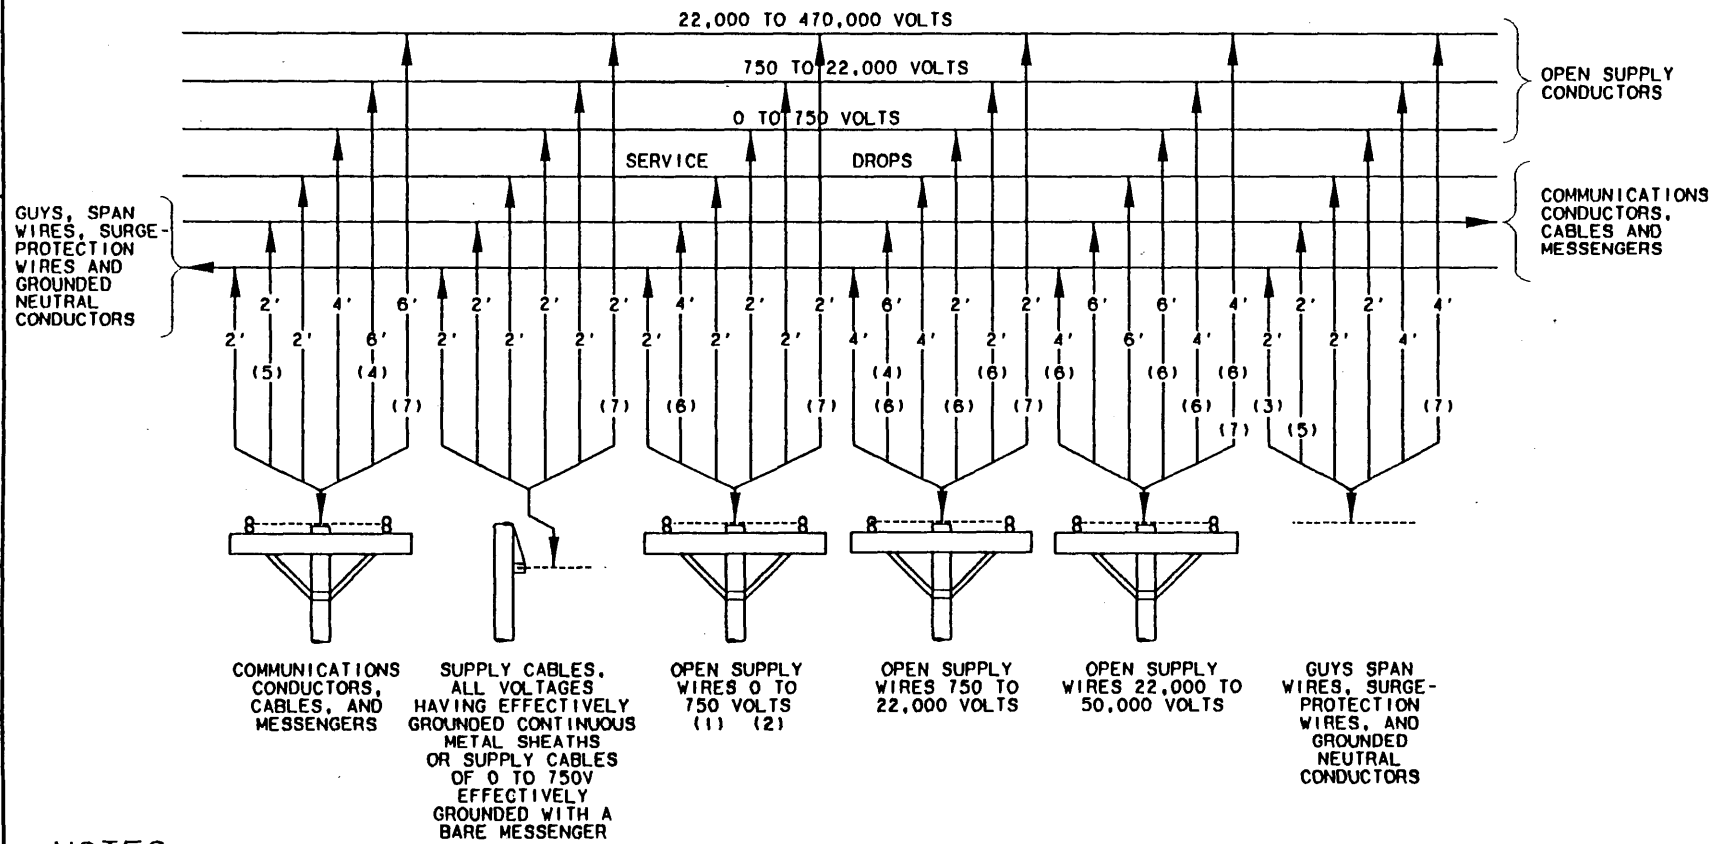 22,000 TO 470,000 VOLTS
750 TO 22,000 VOLTS
0 TO 750 VOLTS
SERVICE DROPS
OPEN SUPPLY
CONDUCTORS
COMMUNICATIONS
CONDUCTORS,
CABLES AND
MESSENGERS
GUYS, SPAN
WIRES, SURGE-
PROTECTION
WIRES AND
GROUNDED
NEUTRAL
CONDUCTORS
2' 4' 6' 2' 2' 2' 4' 2' 2' 6' 2' 2' 6' 6' 4' 2' 2' 4'
2' 2' 6' 2' 2' 2' 2' 2' 2' 4' 4' 2' 4' 6' 4' 2' 2' 4'
(5) (4) (4) (6) (6) (6) (6)
(7) (7) (6) (7) (6) (6) (7) (6) (3) (7)
(7) (5)
COMMUNICATIONS
CONDUCTORS,
CABLES, AND
MESSENGERS
SUPPLY CABLES,
ALL VOLTAGES
HAVING EFFECTIVELY
GROUNDED CONTINUOUS
METAL SHEATHS
OR SUPPLY CABLES
OF 0 TO 750V
EFFECTIVELY
GROUNDED WITH A
BARE MESSENGER
OPEN SUPPLY
WIRES 0 TO
750 VOLTS
(1) (2)
OPEN SUPPLY
WIRES 750 TO
22,000 VOLTS
OPEN SUPPLY
WIRES 22,000 TO
50,000 VOLTS
GUYS SPAN
WIRES, SURGE-
PROTECTION
WIRES, AND
GROUNDED
NEUTRAL
CONDUCTORS